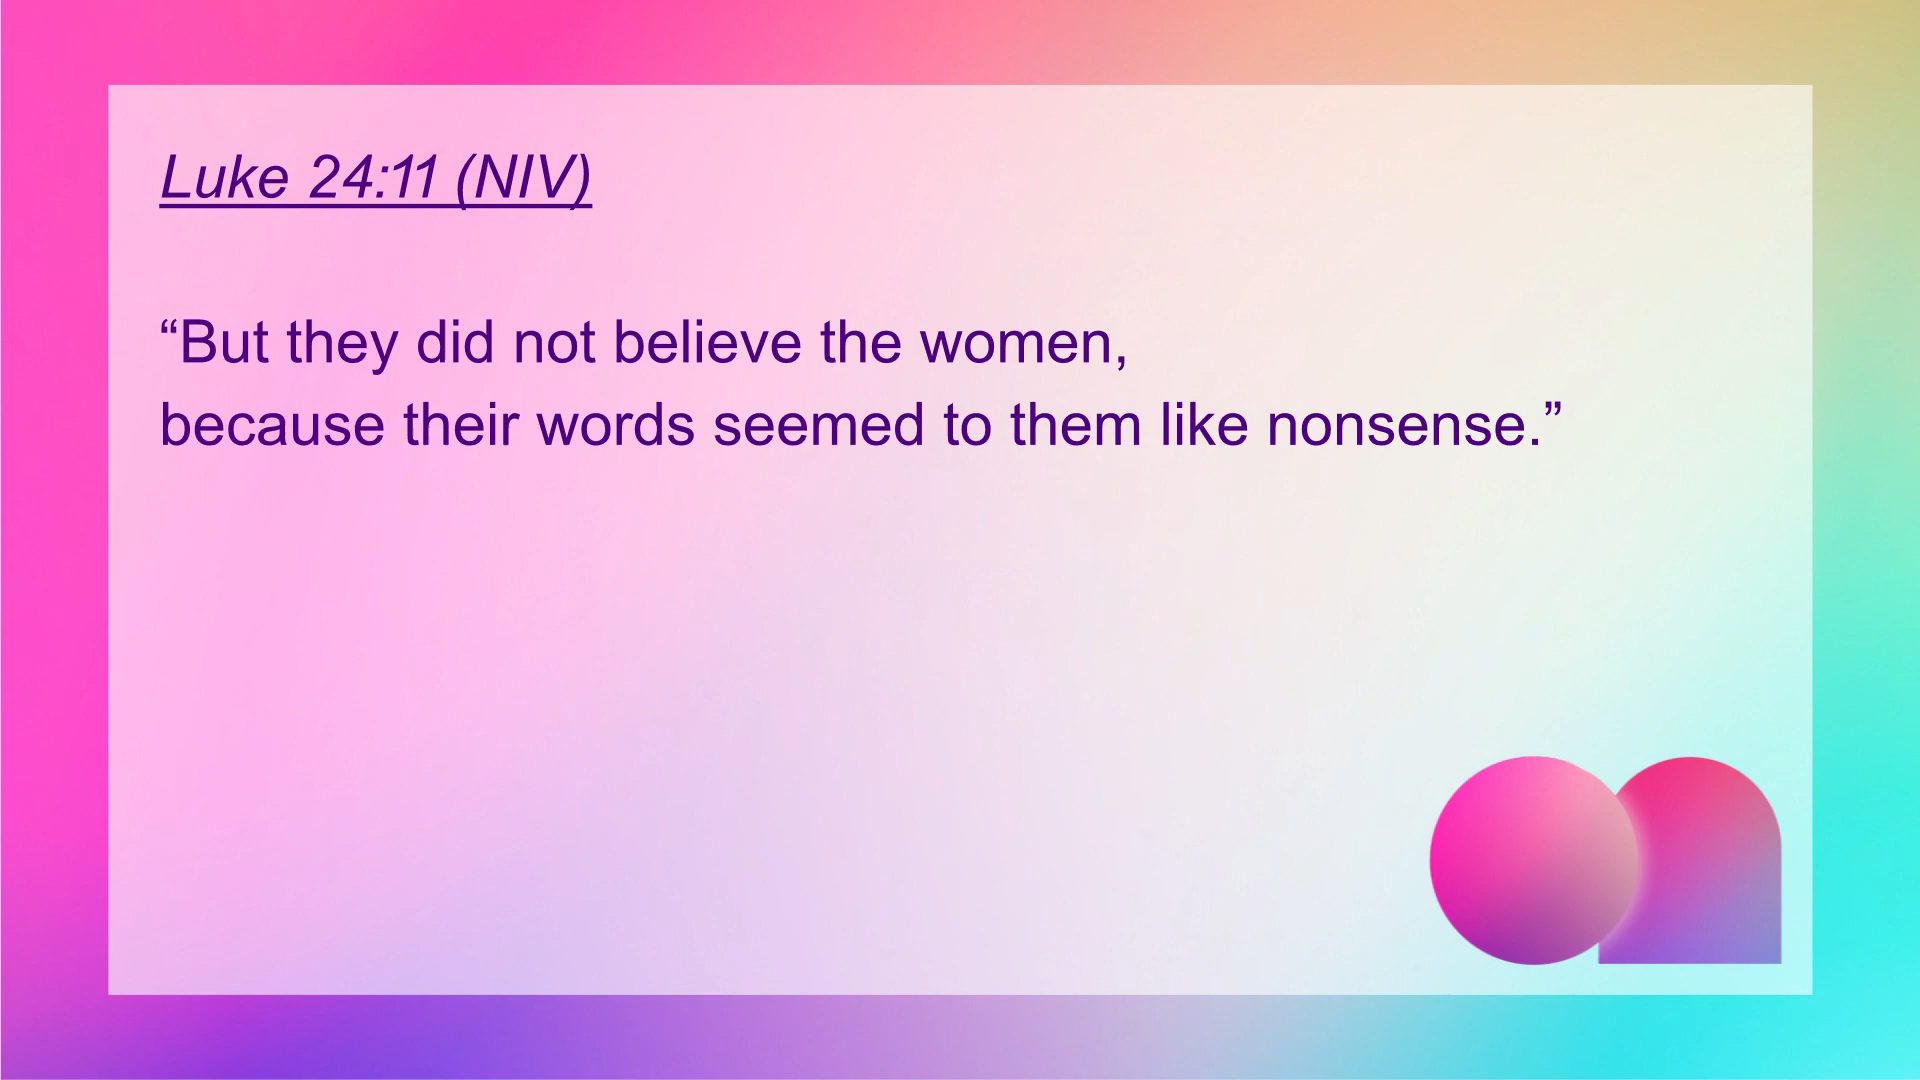 Luke 24:11 (NIV)
“But they did not believe the women,
because their words seemed to them like nonsense.”